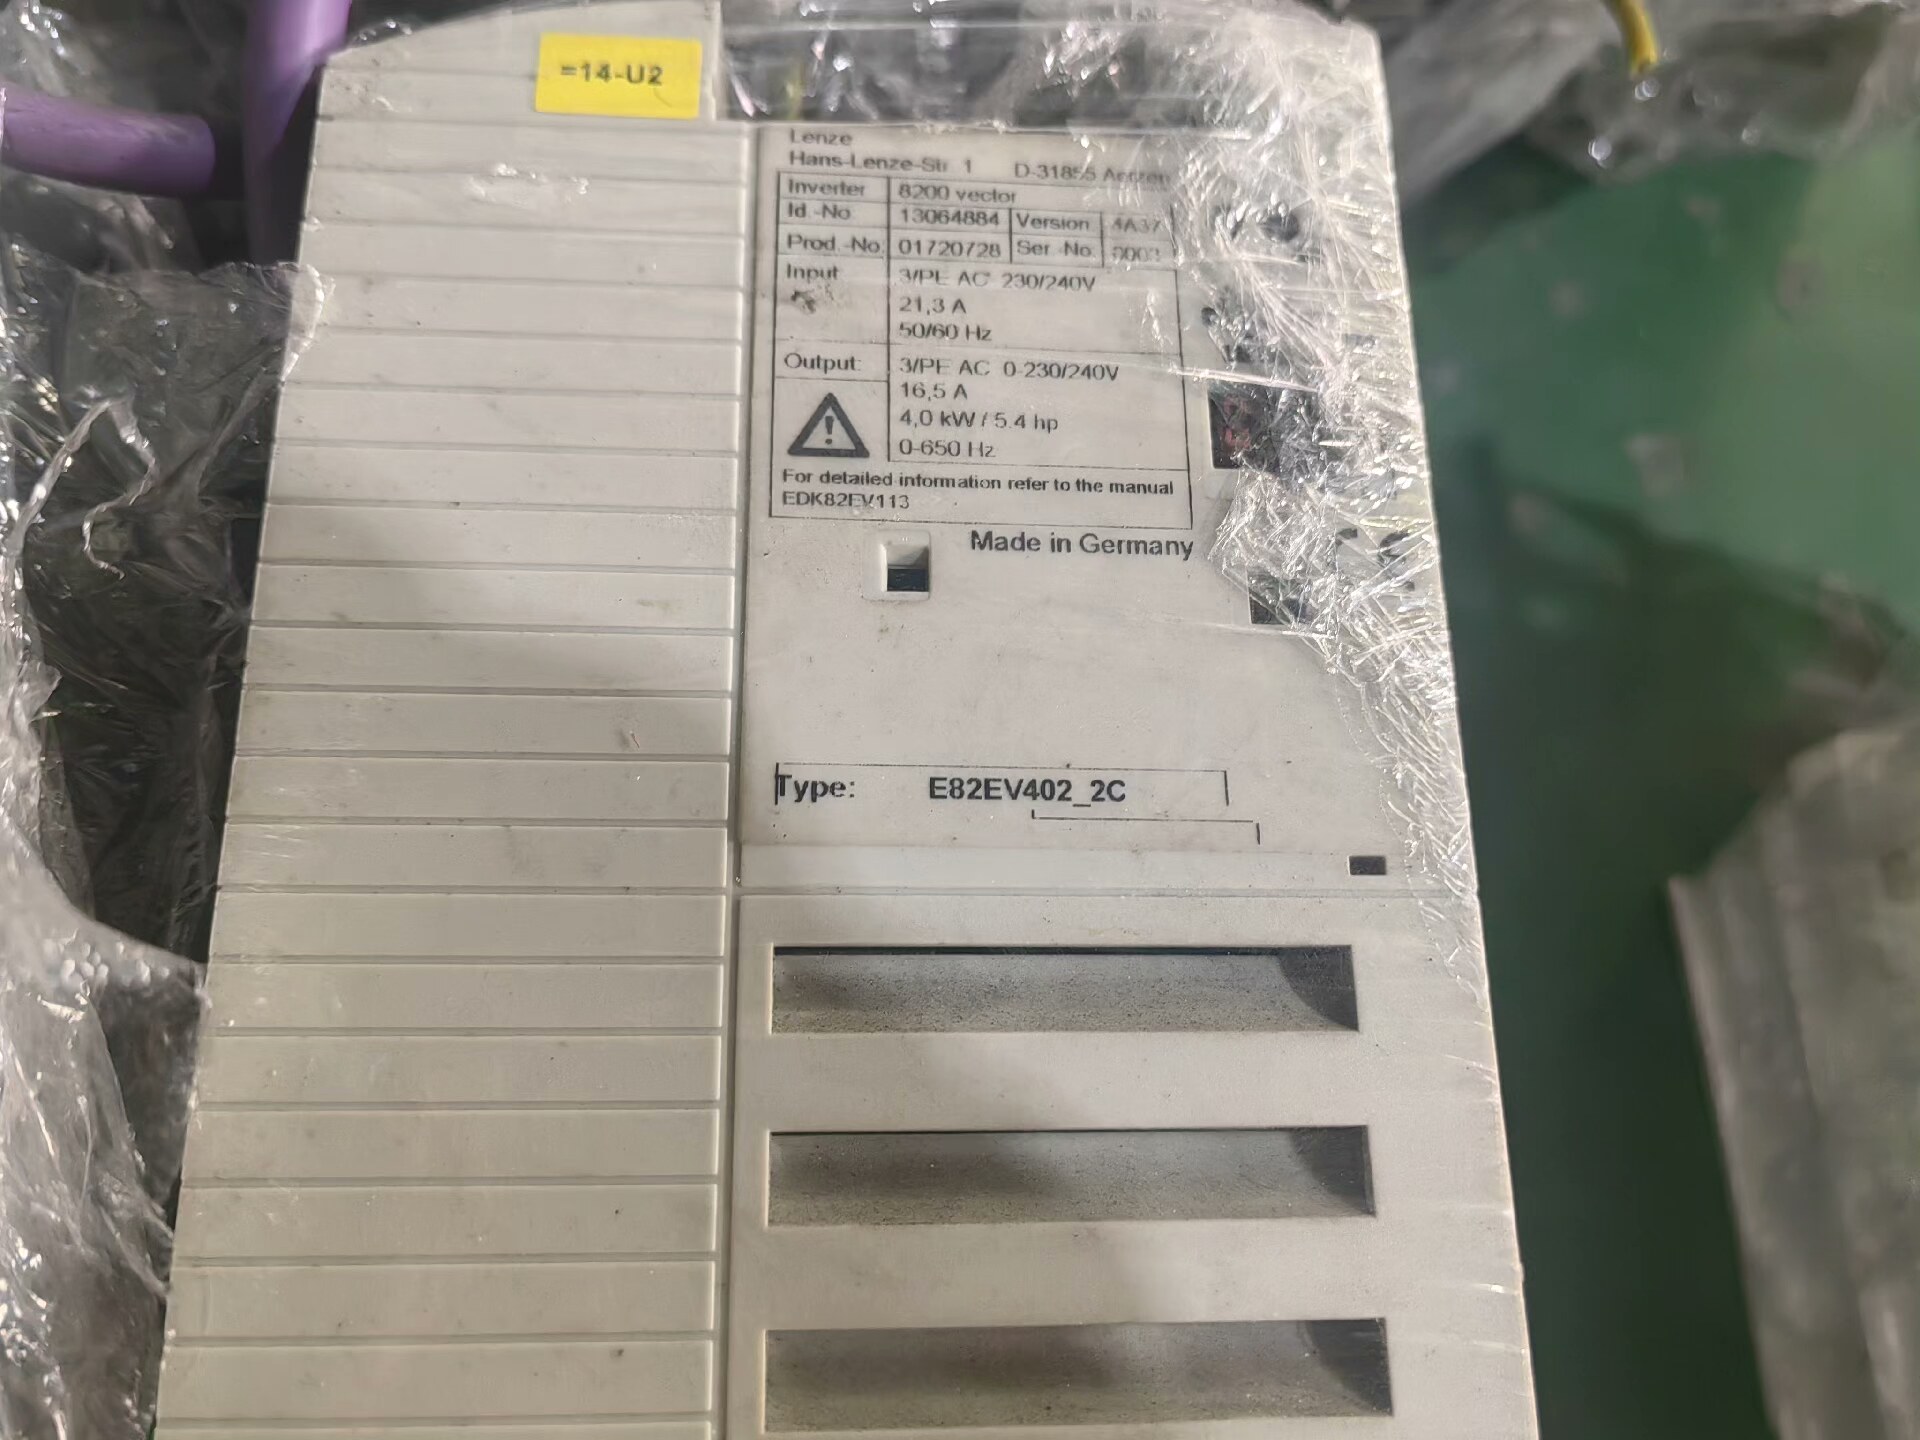 =14-U2
Lenze
Hans-Lenze-Str. 1 D-31855 Aerzen
Inverter 8200 vector
Id.-No. 13064884 Version 4A37
Prod.-No. 01720728 Ser.-No.
Input 3/PE AC 230/240V
21,3 A
50/60 Hz
Output: 3/PE AC 0-230/240V
16,5 A
4,0 kW / 5.4 hp
0-650 Hz
For detailed information refer to the manual
EDK82EV113
Made in Germany
Type: E82EV402_2C